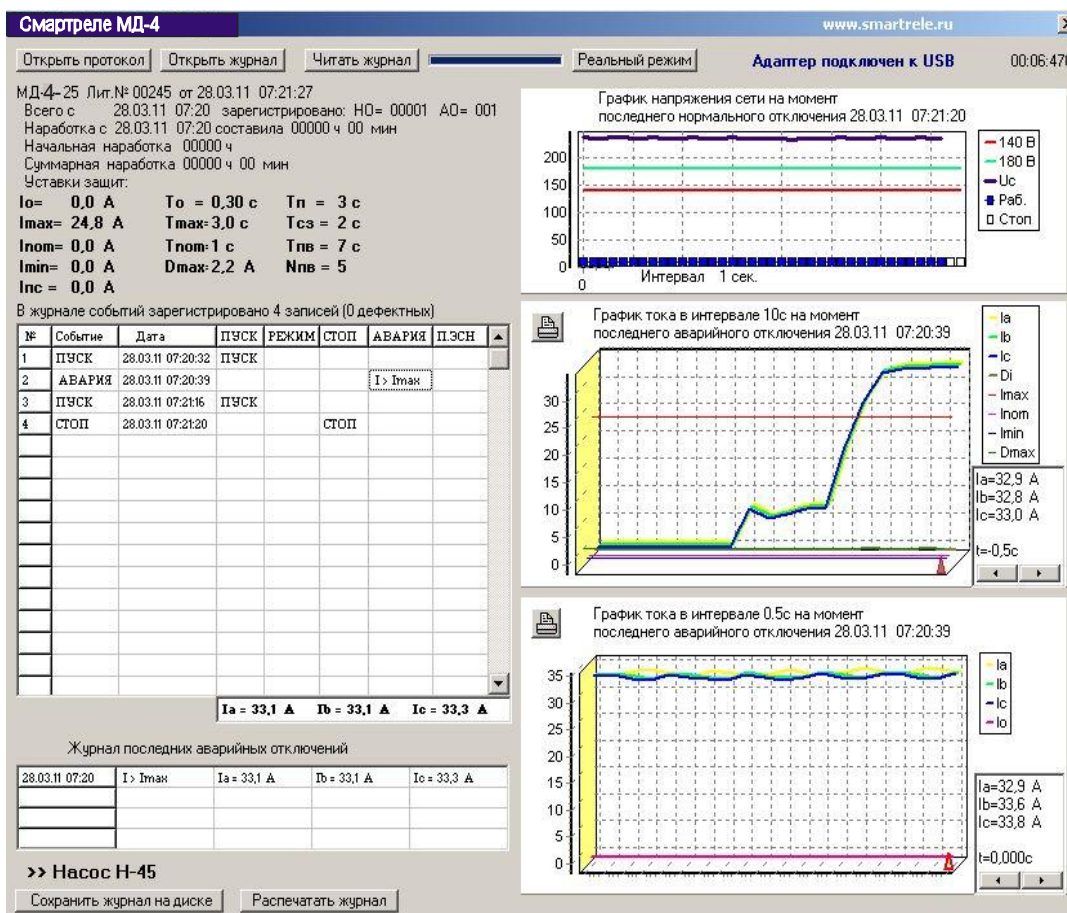 Смартреле МД-4
www.smartrele.ru
Открыть протокол Открыть журнал Читать журнал Реальный режим Адаптер подключен к USB 00:06:470
МД-4-25 Лит.№ 00245 от 28.03.11 07:21:27
Всего с 28.03.11 07:20 зарегистрировано: НО= 00001 АО= 001
Наработка с 28.03.11 07:20 составила 00000 ч 00 мин
Начальная наработка 00000 ч
Суммарная наработка 00000 ч 00 мин
Уставки защит:
Io= 0,0 A To = 0,30 с Тп = 3 с
Imax= 24,8 A Tmax= 3,0 с Тсз = 2 с
Inom= 0,0 A Tnom= 1 с Тпв = 7 с
Imin= 0,0 A Dmax= 2,2 A Nпв = 5
Iпс = 0,0 A
В журнале событий зарегистрировано 4 записей (0 дефектных)
№ Событие Дата ПУСК РЕЖИМ СТОП АВАРИЯ П.ЭСН
1 ПУСК 28.03.11 07:20:32 ПУСК
2 АВАРИЯ 28.03.11 07:20:39 I > Imax
3 ПУСК 28.03.11 07:21:16 ПУСК
4 СТОП 28.03.11 07:21:20 СТОП
Ia = 33,1 A Ib = 33,1 A Ic = 33,3 A
Журнал последних аварийных отключений
28.03.11 07:20 I > Imax Ia = 33,1 A Ib = 33,1 A Ic = 33,3 A
>> Насос Н-45
Сохранить журнал на диске Распечатать журнал
График напряжения сети на момент
последнего нормального отключения 28.03.11 07:21:20
200
150
100
50
0
0
Интервал 1 сек.
140 В
180 В
Uc
Раб.
Стоп
График тока в интервале 10с на момент
последнего аварийного отключения 28.03.11 07:20:39
30
25
20
15
10
5
0
Ia
Ib
Ic
Di
Imax
Inom
Imin
Dmax
Ia=32,9 A
Ib=32,8 A
Ic=33,0 A
t=-0,5с
График тока в интервале 0.5с на момент
последнего аварийного отключения 28.03.11 07:20:39
35
30
25
20
15
10
5
0
Ia
Ib
Ic
Io
Ia=32,9 A
Ib=33,6 A
Ic=33,8 A
t=0,000с